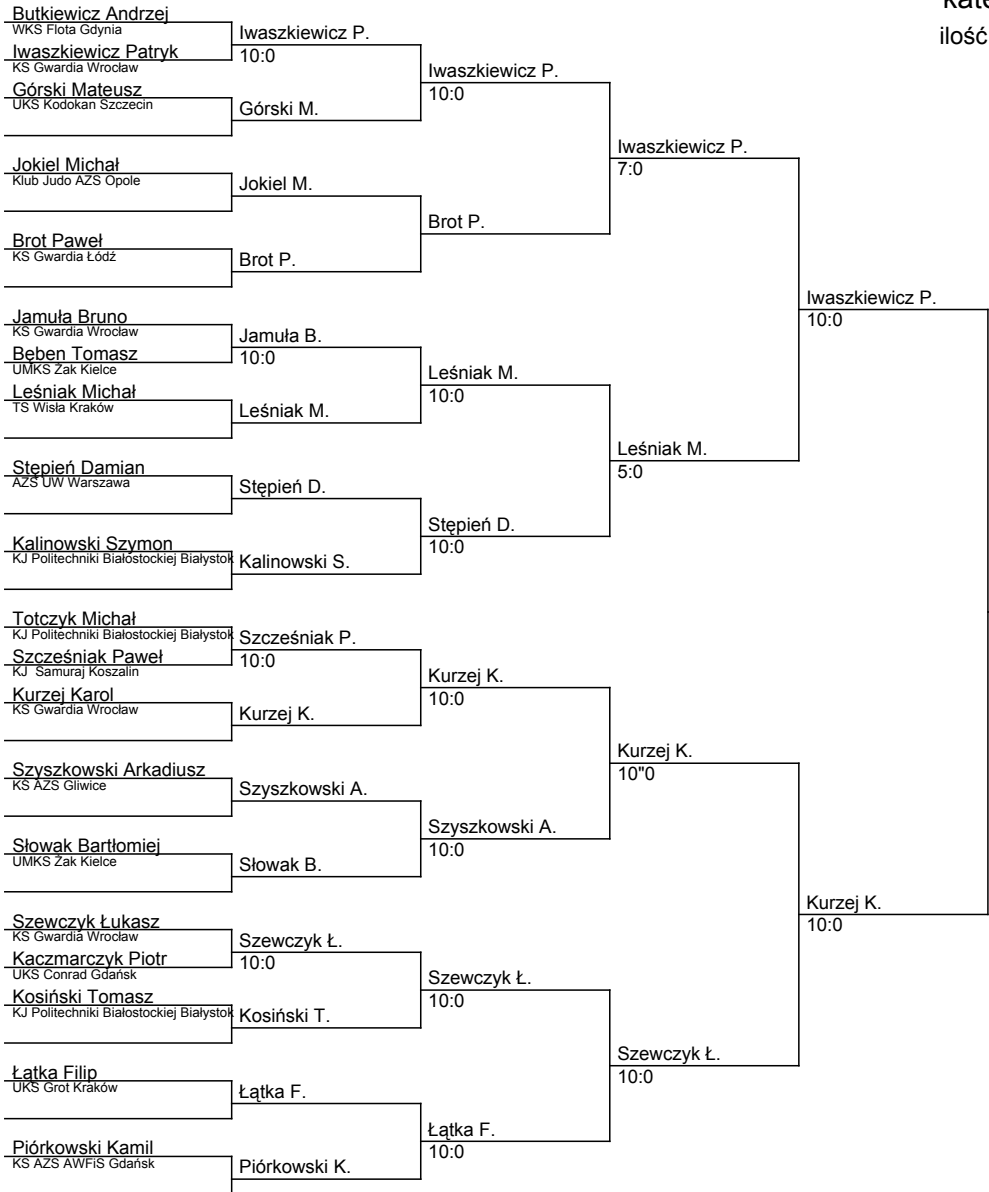 kate
ilość
Butkiewicz Andrzej
WKS Flota Gdynia
Iwaszkiewicz Patryk
KS Gwardia Wrocław
Górski Mateusz
UKS Kodokan Szczecin
Jokiel Michał
Klub Judo AZS Opole
Brot Paweł
KS Gwardia Łódź
Jamuła Bruno
KS Gwardia Wrocław
Bęben Tomasz
UMKS Żak Kielce
Leśniak Michał
TS Wisła Kraków
Stępień Damian
AZS UW Warszawa
Kalinowski Szymon
KJ Politechniki Białostockiej Białystok
Totczyk Michał
KJ Politechniki Białostockiej Białystok
Szcześniak Paweł
KJ Samuraj Koszalin
Kurzej Karol
KS Gwardia Wrocław
Szyszkowski Arkadiusz
KS AZS Gliwice
Słowak Bartłomiej
UMKS Żak Kielce
Szewczyk Łukasz
KS Gwardia Wrocław
Kaczmarczyk Piotr
UKS Conrad Gdańsk
Kosiński Tomasz
KJ Politechniki Białostockiej Białystok
Łątka Filip
UKS Grot Kraków
Piórkowski Kamil
KS AZS AWFiS Gdańsk
Iwaszkiewicz P.
10:0
Górski M.
Jokiel M.
Brot P.
Jamuła B.
10:0
Leśniak M.
Stępień D.
Kalinowski S.
Szcześniak P.
10:0
Kurzej K.
Szyszkowski A.
Słowak B.
Szewczyk Ł.
10:0
Kosiński T.
Łątka F.
Piórkowski K.
Iwaszkiewicz P.
10:0
Brot P.
Leśniak M.
10:0
Stępień D.
10:0
Kurzej K.
10:0
Szyszkowski A.
10:0
Szewczyk Ł.
10:0
Łątka F.
10:0
Iwaszkiewicz P.
7:0
Leśniak M.
5:0
Kurzej K.
10"0
Szewczyk Ł.
10:0
Iwaszkiewicz P.
10:0
Kurzej K.
10:0